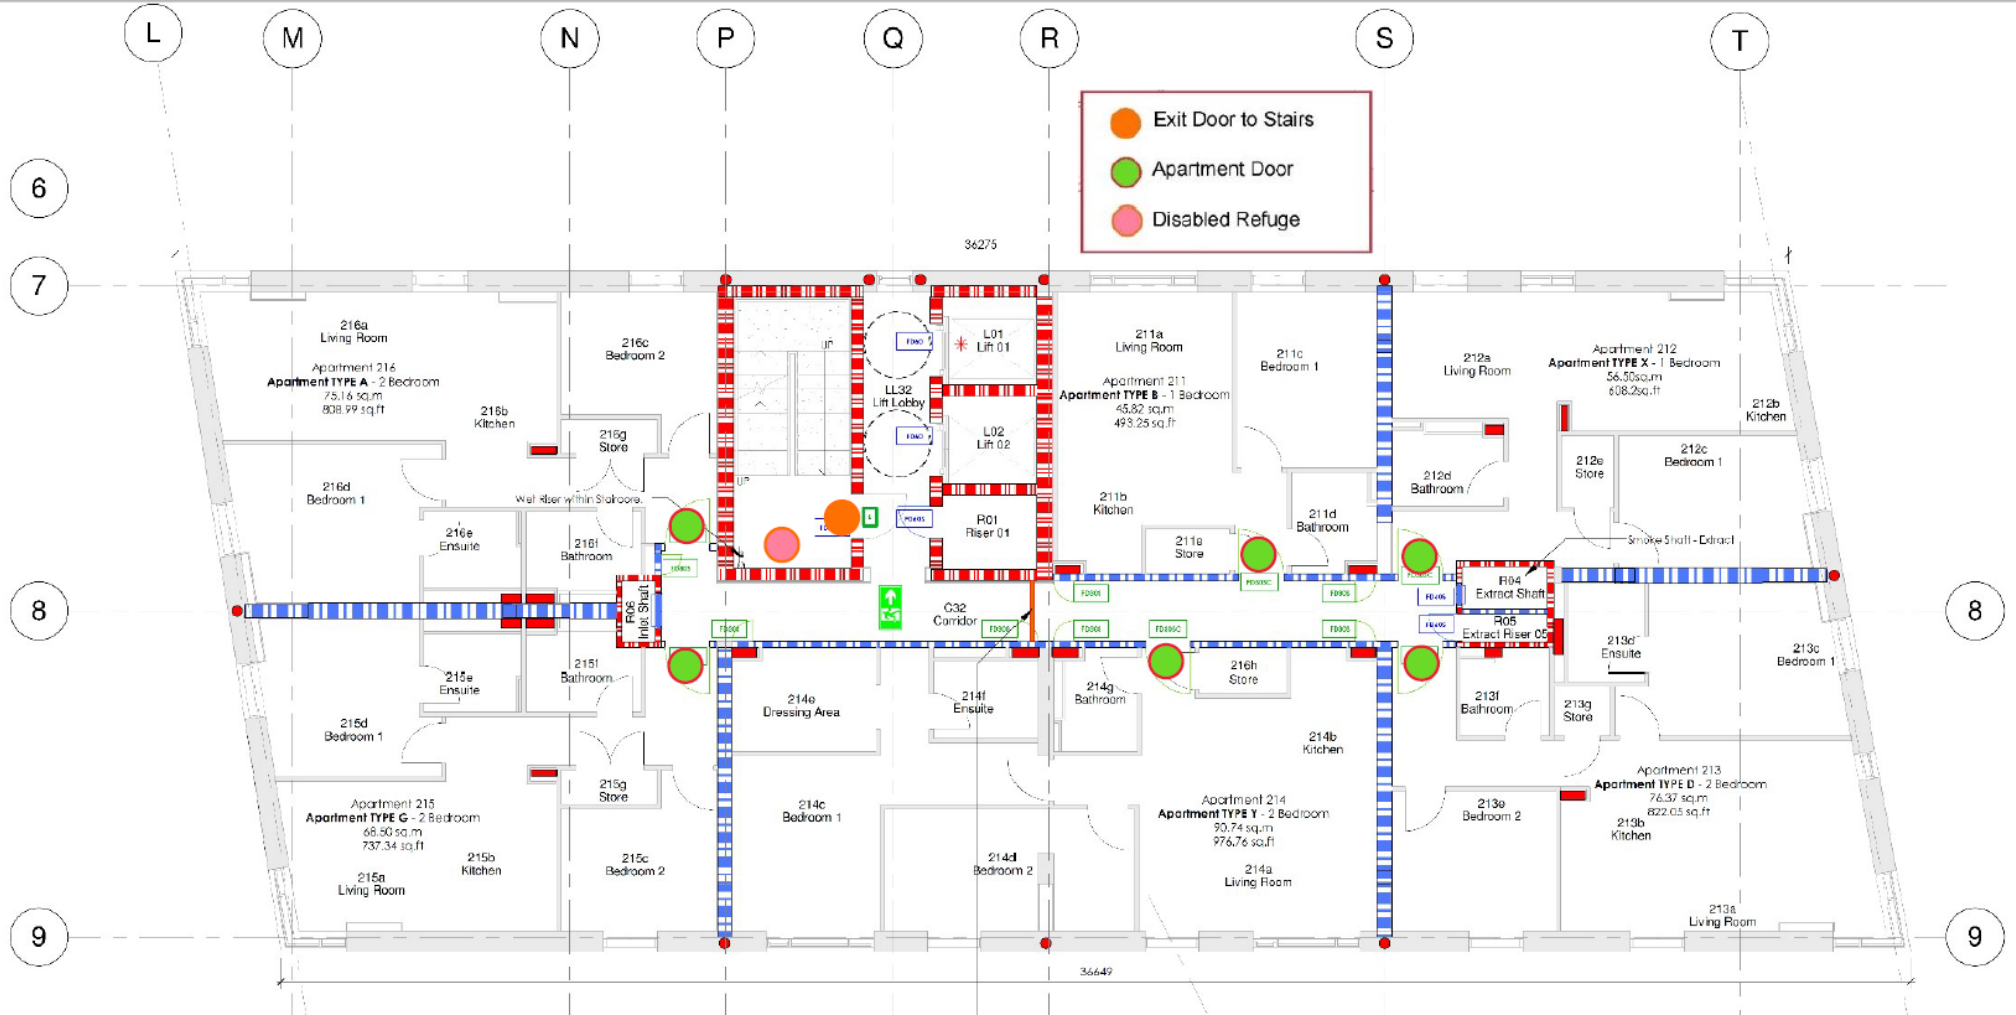 L
M
N
P
Q
R
S
T
Exit Door to Stairs
Apartment Door
Disabled Refuge
6
36275
7
216a
Living Room
Apartment 216
Apartment TYPE A - 2 Bedroom
75.16 sq.m
808.99 sq.ft
216b
Kitchen
216c
Bedroom 2
216g
Store
216d
Bedroom 1
216e
Ensuite
216f
Bathroom
Wet Riser within Staircore.
UP
UP
FD60
LL32
Lift Lobby
FD60
L01
Lift 01
L02
Lift 02
FD60S
R01
Riser 01
211a
Living Room
Apartment 211
Apartment TYPE B - 1 Bedroom
45.82 sq.m
493.25 sq.ft
211c
Bedroom 1
211b
Kitchen
211d
Bathroom
211e
Store
212a
Living Room
Apartment 212
Apartment TYPE X - 1 Bedroom
56.50sq.m
608.2sq.ft
212b
Kitchen
212c
Bedroom 1
212d
Bathroom
212e
Store
Smoke Shaft - Extract
8
R06
Inlet Shaft
C32
Corridor
R04
Extract Shaft
R05
Extract Riser 05
8
215e
Ensuite
215f
Bathroom
215d
Bedroom 1
215g
Store
Apartment 215
Apartment TYPE G - 2 Bedroom
68.50 sq.m
737.34 sq.ft
215b
Kitchen
215a
Living Room
215c
Bedroom 2
214e
Dressing Area
214f
Ensuite
214g
Bathroom
216h
Store
214b
Kitchen
214c
Bedroom 1
214d
Bedroom 2
Apartment 214
Apartment TYPE Y - 2 Bedroom
90.74 sq.m
976.76 sq.ft
214a
Living Room
213d
Ensuite
213c
Bedroom 1
213f
Bathroom
213g
Store
213e
Bedroom 2
Apartment 213
Apartment TYPE D - 2 Bedroom
76.37 sq.m
822.05 sq.ft
213b
Kitchen
213a
Living Room
9
9
36649